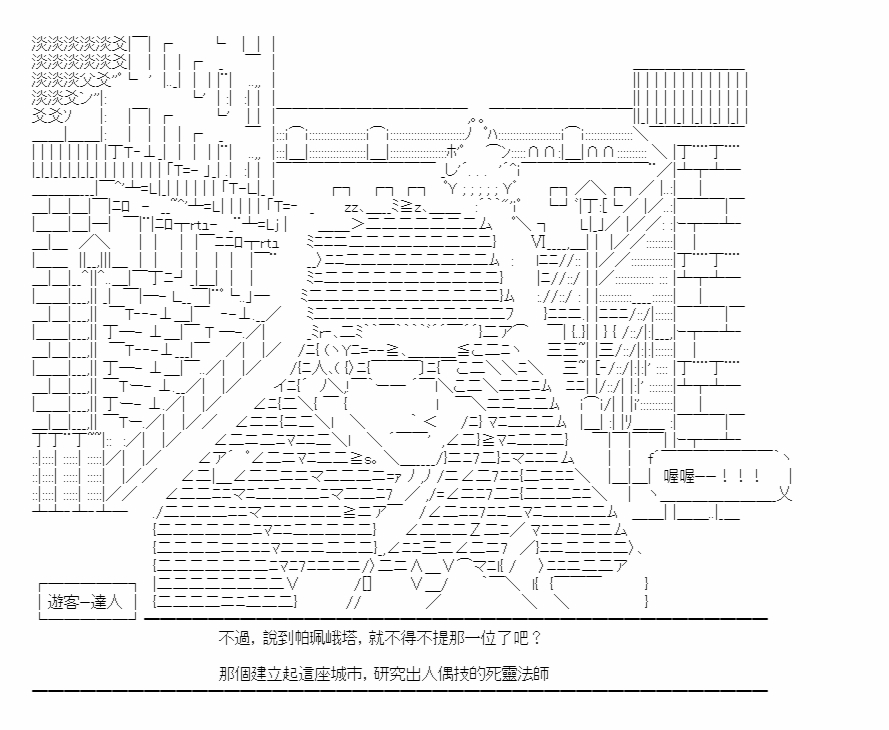 喔喔ーー！！！
遊客ー達人
不過，說到帕珮峨塔，就不得不提那一位了吧？
那個建立起這座城市，研究出人偶技的死靈法師